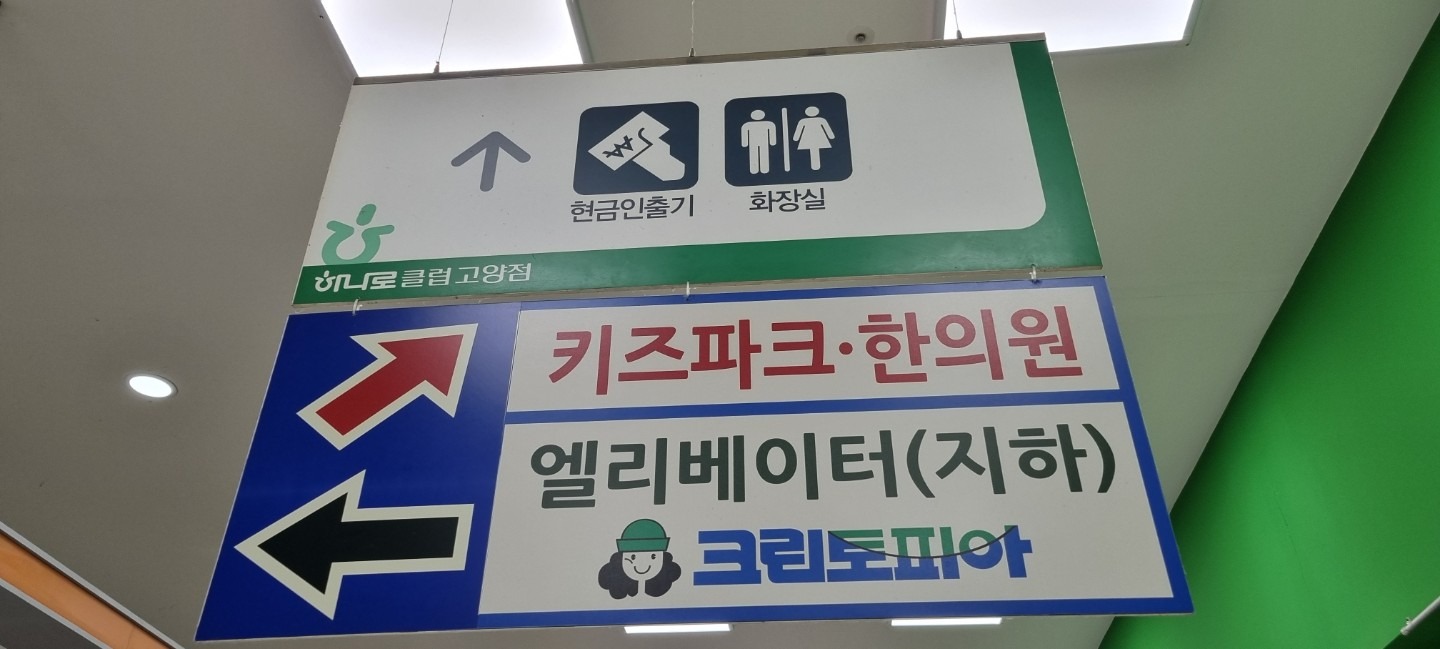 현금인출기 화장실
하나로클럽 고양점
키즈파크·한의원
엘리베이터(지하)
크린토피아